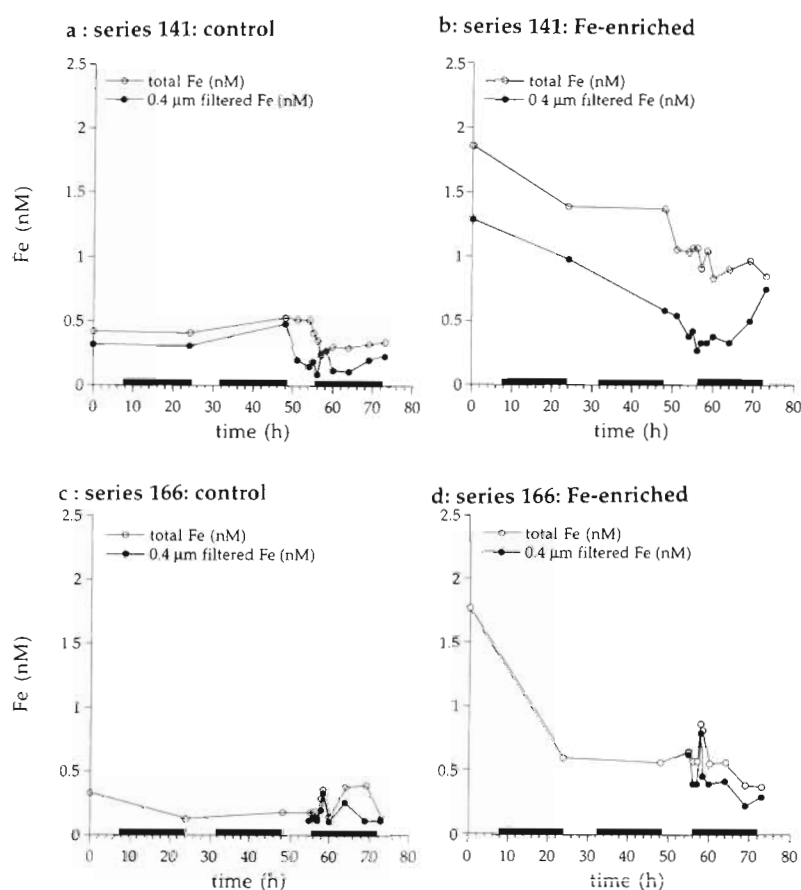 a : series 141: control
2.5
2
1.5
1
0.5
0
total Fe (nM)
0.4 µm filtered Fe (nM)
Fe (nM)
0 10 20 30 40 50 60 70 80
time (h)
b: series 141: Fe-enriched
2.5
2
1.5
1
0.5
0
total Fe (nM)
0 4 µm filtered Fe (nM)
0 10 20 30 40 50 60 70 80
time (h)
c : series 166: control
2.5
2
1.5
1
0.5
0
total Fe (nM)
0.4 µm filtered Fe (nM)
Fe (nM)
0 10 20 30 40 50 60 70 80
time (h)
d: series 166: Fe-enriched
2.5
2
1.5
1
0.5
0
total Fe (nM)
0.4 µm filtered Fe (nM)
0 10 20 30 40 50 60 70 80
time (h)